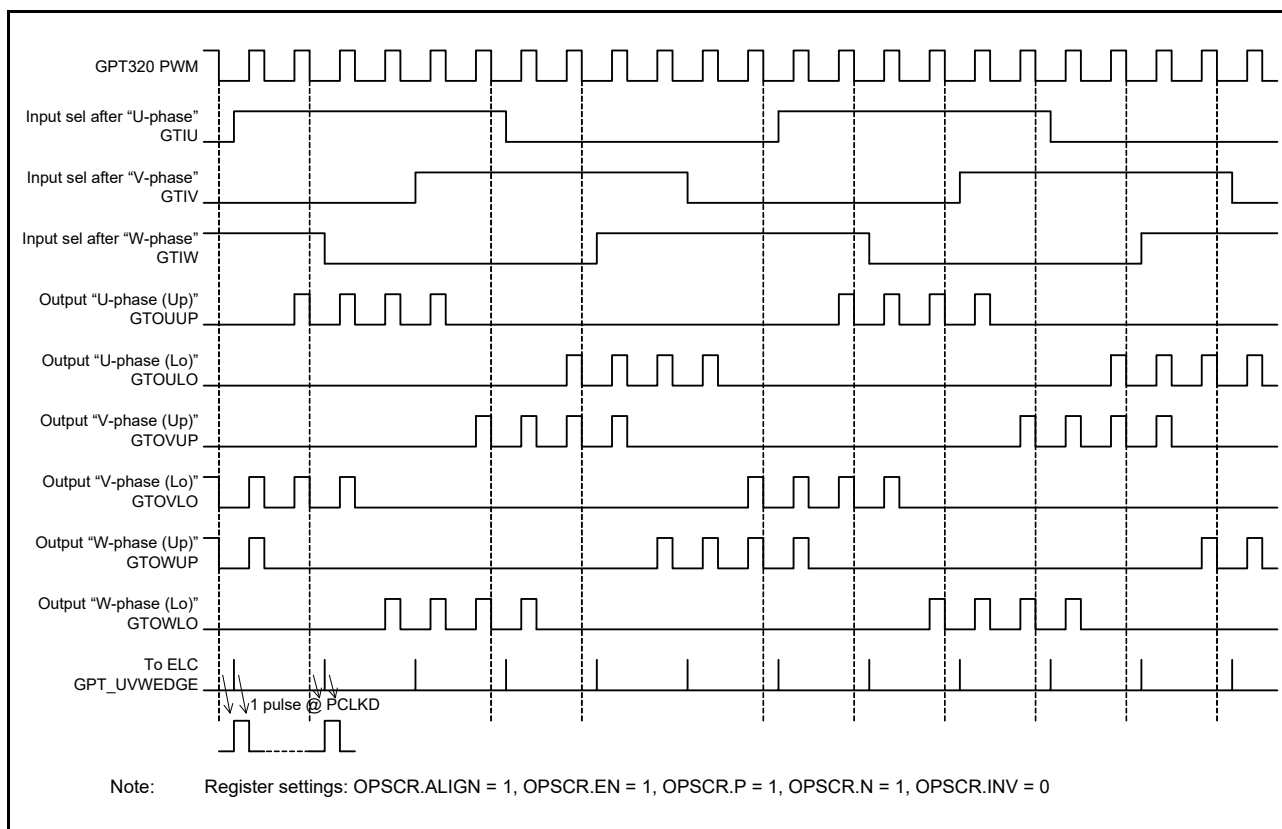 GPT320 PWM
Input sel after “U-phase”
GTIU
Input sel after “V-phase”
GTIV
Input sel after “W-phase”
GTIW
Output “U-phase (Up)”
GTOUUP
Output “U-phase (Lo)”
GTOULO
Output “V-phase (Up)”
GTOVUP
Output “V-phase (Lo)”
GTOVLO
Output “W-phase (Up)”
GTOWUP
Output “W-phase (Lo)”
GTOWLO
To ELC
GPT_UVWEDGE
1 pulse @ PCLKD
Note: Register settings: OPSCR.ALIGN = 1, OPSCR.EN = 1, OPSCR.P = 1, OPSCR.N = 1, OPSCR.INV = 0